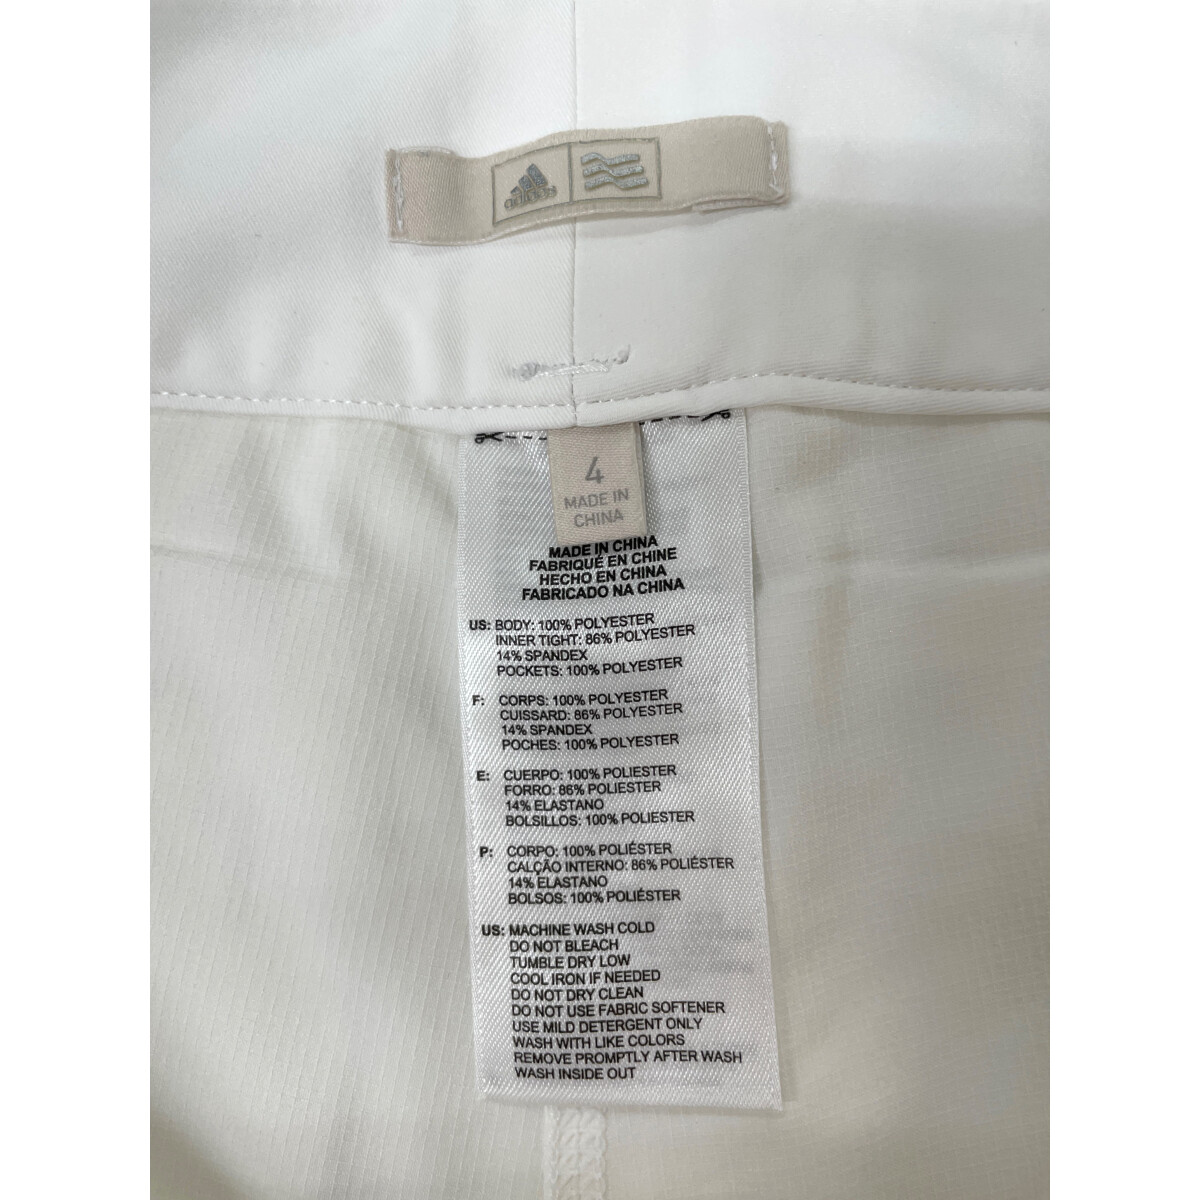 adidas
4
MADE IN
CHINA
MADE IN CHINA
FABRIQUÉ EN CHINE
HECHO EN CHINA
FABRICADO NA CHINA
US: BODY: 100% POLYESTER
INNER TIGHT: 86% POLYESTER
14% SPANDEX
POCKETS: 100% POLYESTER
F: CORPS: 100% POLYESTER
CUISSARD: 86% POLYESTER
14% SPANDEX
POCHES: 100% POLYESTER
E: CUERPO: 100% POLIESTER
FORRO: 86% POLIESTER
14% ELASTANO
BOLSILLOS: 100% POLIESTER
P: CORPO: 100% POLIÉSTER
CALÇÃO INTERNO: 86% POLIÉSTER
14% ELASTANO
BOLSOS: 100% POLIÉSTER
US: MACHINE WASH COLD
DO NOT BLEACH
TUMBLE DRY LOW
COOL IRON IF NEEDED
DO NOT DRY CLEAN
DO NOT USE FABRIC SOFTENER
USE MILD DETERGENT ONLY
WASH WITH LIKE COLORS
REMOVE PROMPTLY AFTER WASH
WASH INSIDE OUT